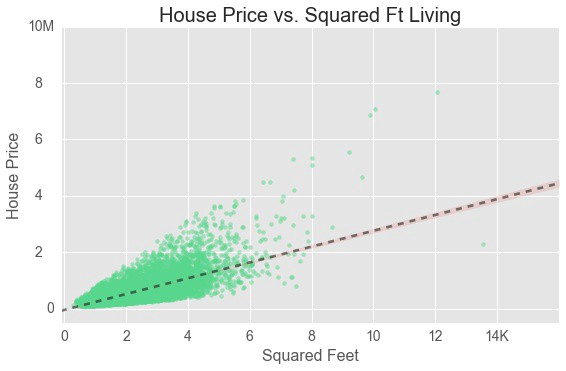 House Price vs. Squared Ft Living
10M
8
6
4
2
0
House Price
0 2 4 6 8 10 12 14K
Squared Feet